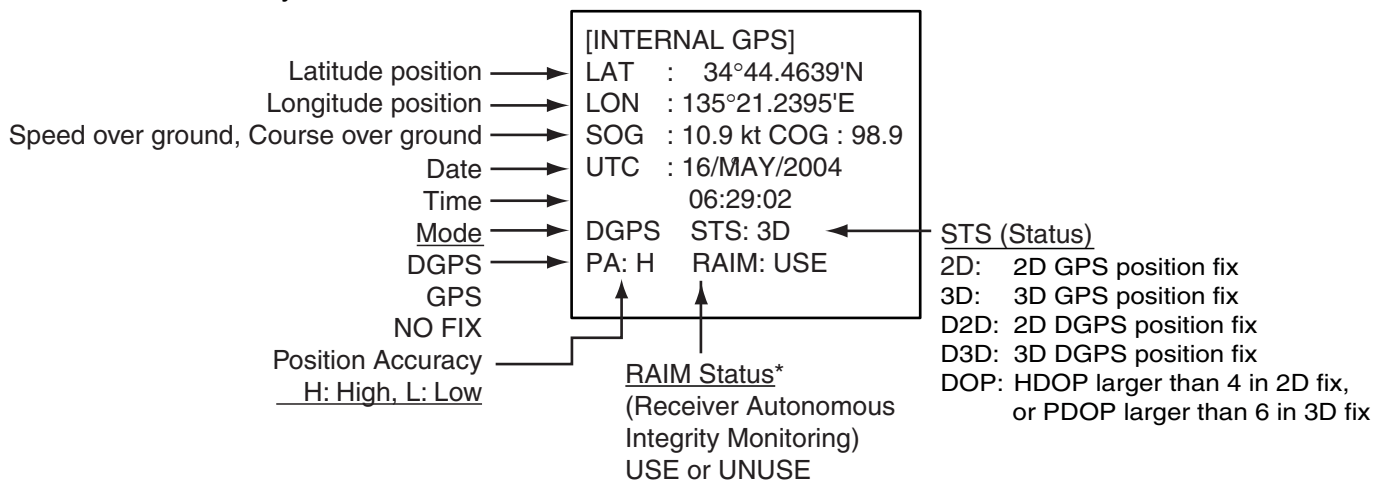 [INTERNAL GPS]
Latitude position
LAT : 34°44.4639'N
Longitude position
LON : 135°21.2395'E
Speed over ground, Course over ground
SOG : 10.9 kt COG : 98.9°
Date
UTC : 16/MAY/2004
Time
06:29:02
Mode
DGPS STS: 3D
DGPS
PA: H RAIM: USE
GPS
NO FIX
Position Accuracy
H: High, L: Low
RAIM Status*
(Receiver Autonomous
Integrity Monitoring)
USE or UNUSE
STS (Status)
2D: 2D GPS position fix
3D: 3D GPS position fix
D2D: 2D DGPS position fix
D3D: 3D DGPS position fix
DOP: HDOP larger than 4 in 2D fix,
or PDOP larger than 6 in 3D fix